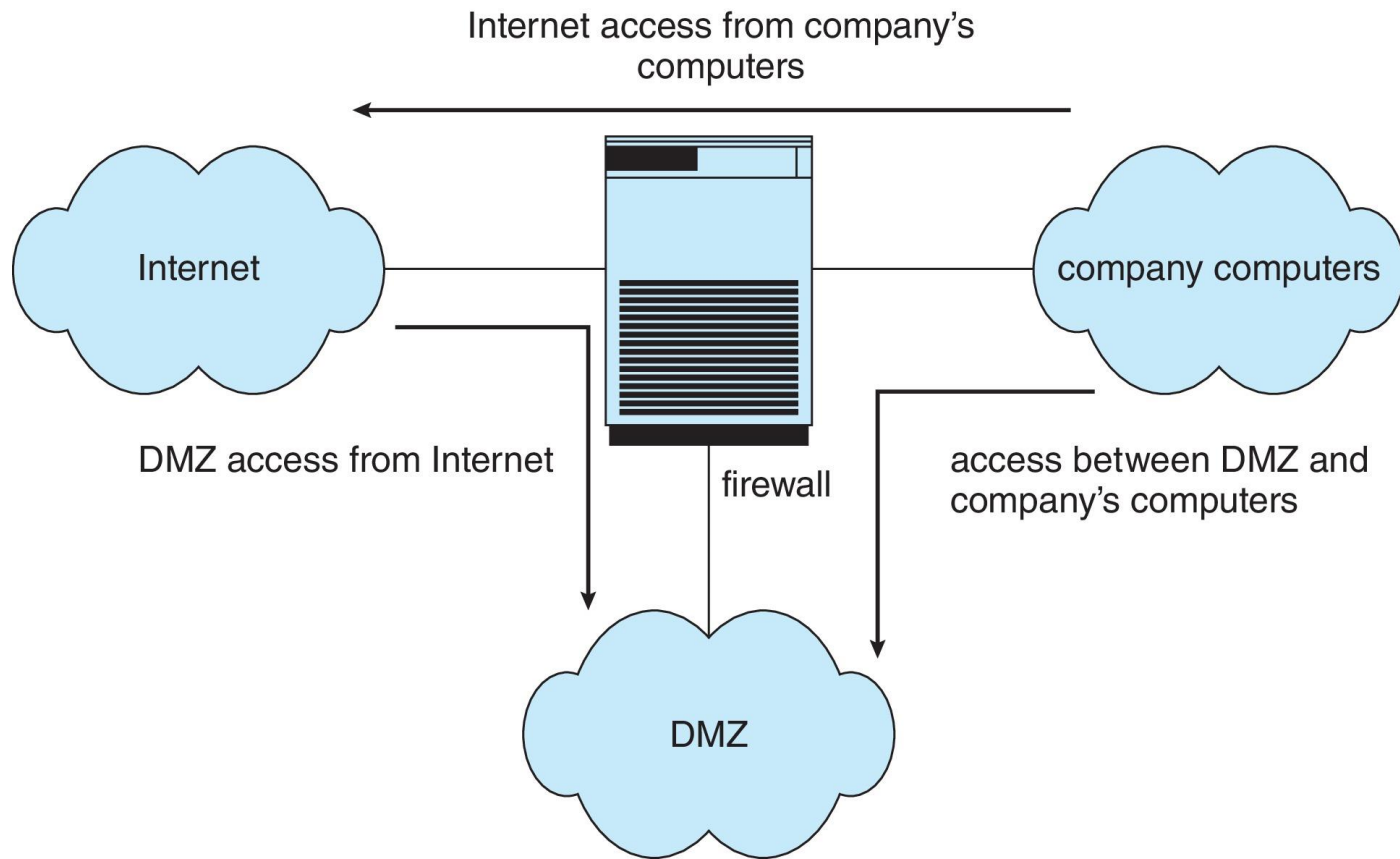 Internet access from company’s
computers
Internet
company computers
DMZ access from Internet
firewall
access between DMZ and
company’s computers
DMZ